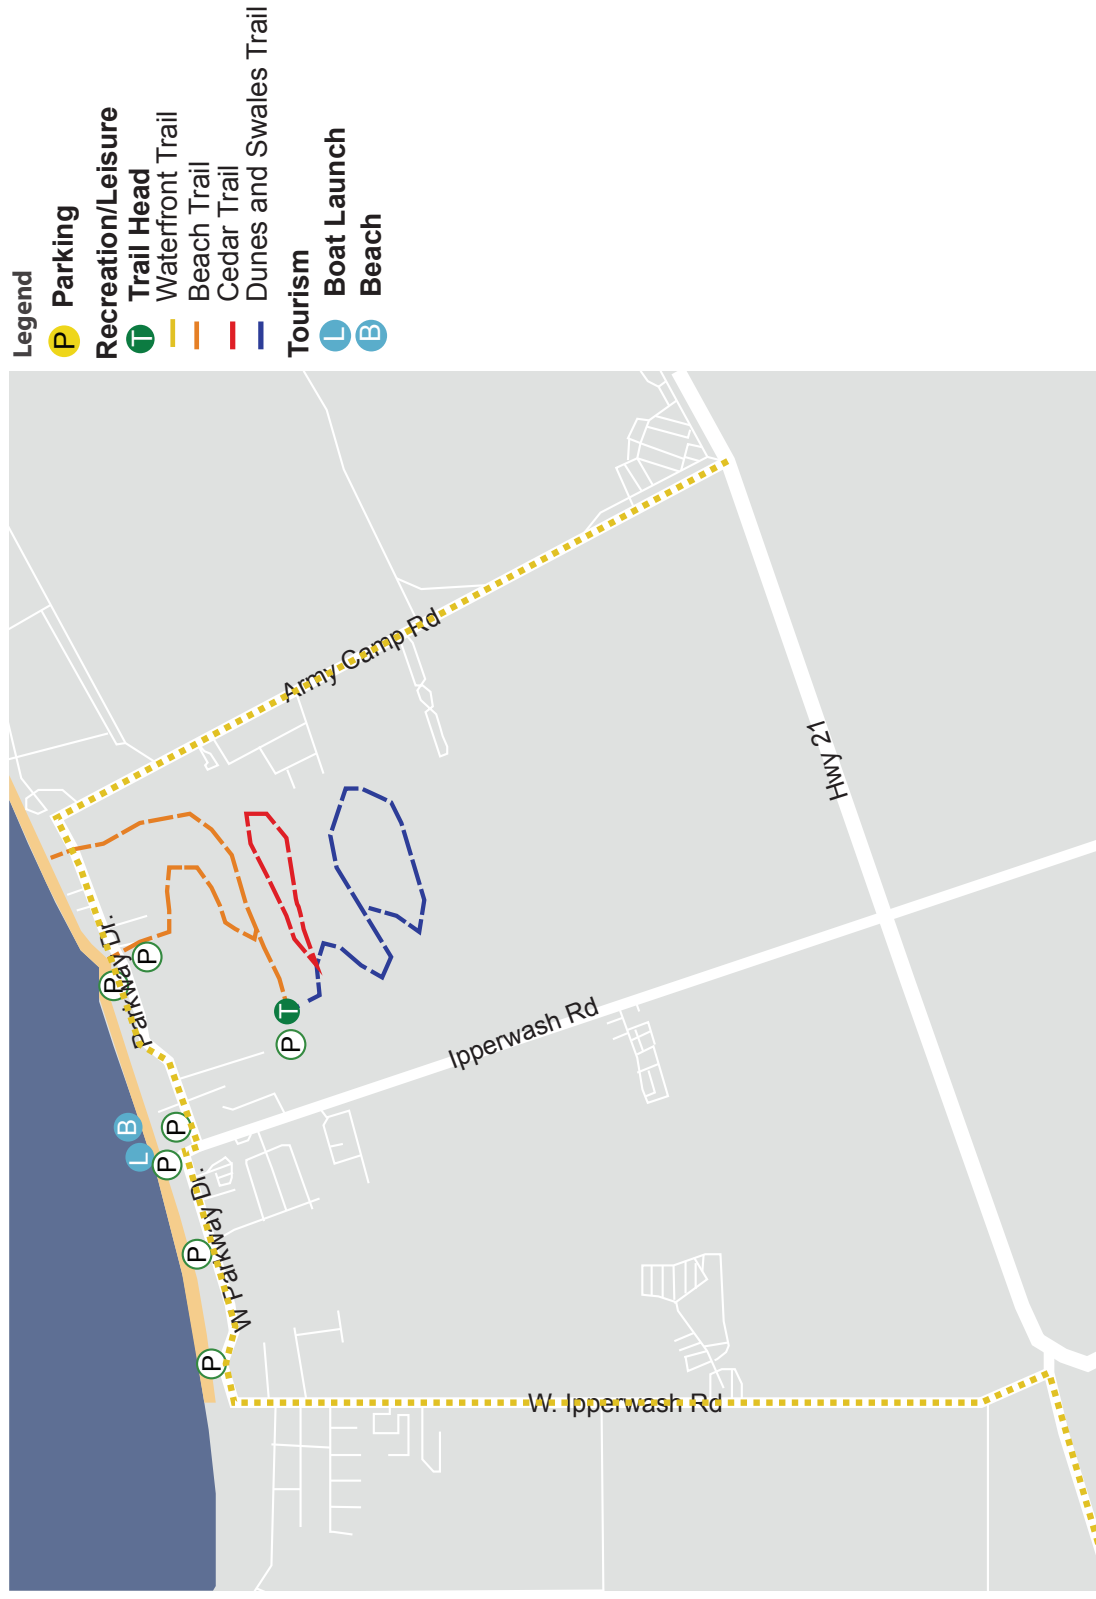 Legend
P Parking
Recreation/Leisure
T Trail Head
Waterfront Trail
Beach Trail
Cedar Trail
Dunes and Swales Trail
Tourism
L Boat Launch
B Beach
Army Camp Rd
Hwy 21
Parkway Dr.
P
P
T
P
Ipperwash Rd
B
L
P
P
W Parkway Dr.
P
P
W. Ipperwash Rd